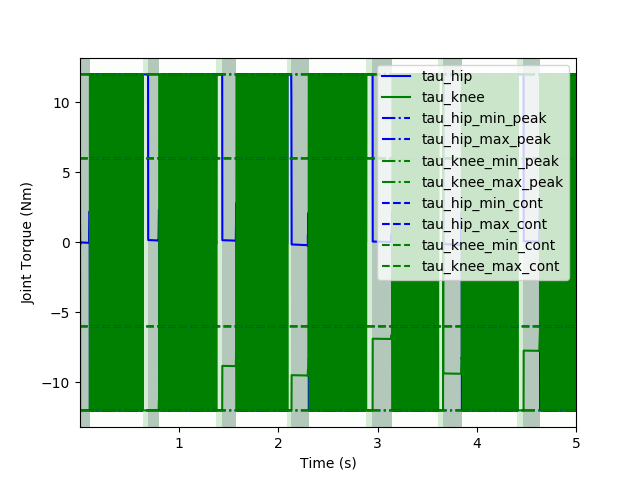 10
5
0
−5
−10
Joint Torque (Nm)
tau_hip
tau_knee
tau_hip_min_peak
tau_hip_max_peak
tau_knee_min_peak
tau_knee_max_peak
tau_hip_min_cont
tau_hip_max_cont
tau_knee_min_cont
tau_knee_max_cont
1 2 3 4 5
Time (s)